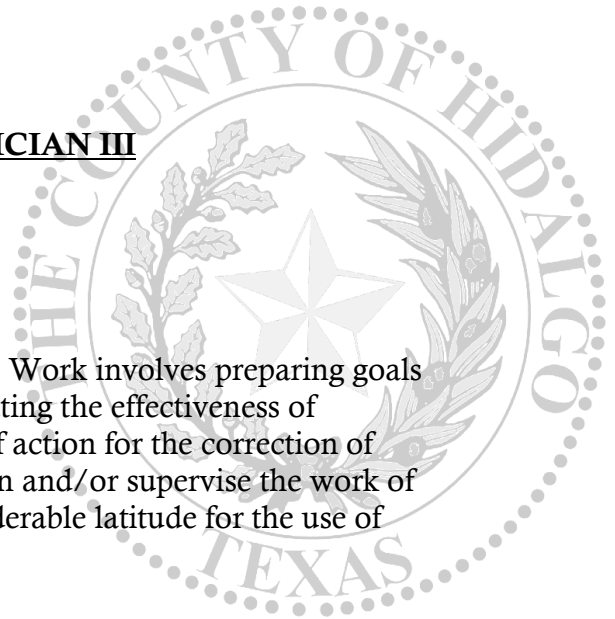 THE COUNTY OF HIDALGO
TEXAS
ICIAN III
Work involves preparing goals
ting the effectiveness of
f action for the correction of
n and/or supervise the work of
derable latitude for the use of